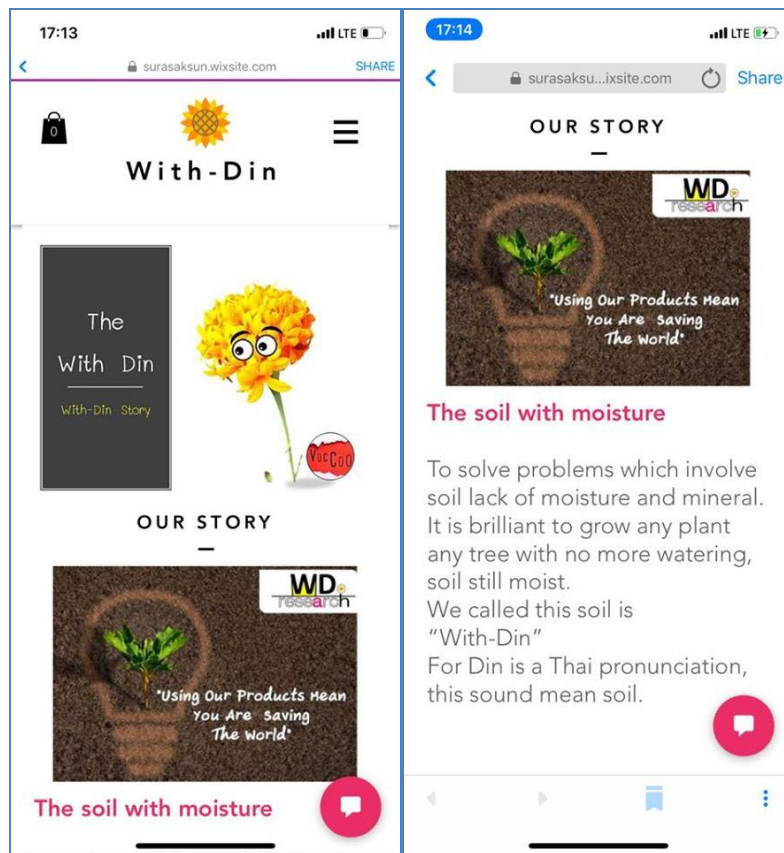 17:13
LTE
surasaksun.wixsite.com
SHARE
0
With-Din
The
With Din
With-Din Story
VocCoo
OUR STORY
WD
research
"Using Our Products Mean
You Are Saving
The World"
The soil with moisture
17:14
LTE
surasaksu...ixsite.com
Share
OUR STORY
WD
research
"Using Our Products Mean
You Are Saving
The World"
The soil with moisture
To solve problems which involve
soil lack of moisture and mineral.
It is brilliant to grow any plant
any tree with no more watering,
soil still moist.
We called this soil is
"With-Din"
For Din is a Thai pronunciation,
this sound mean soil.